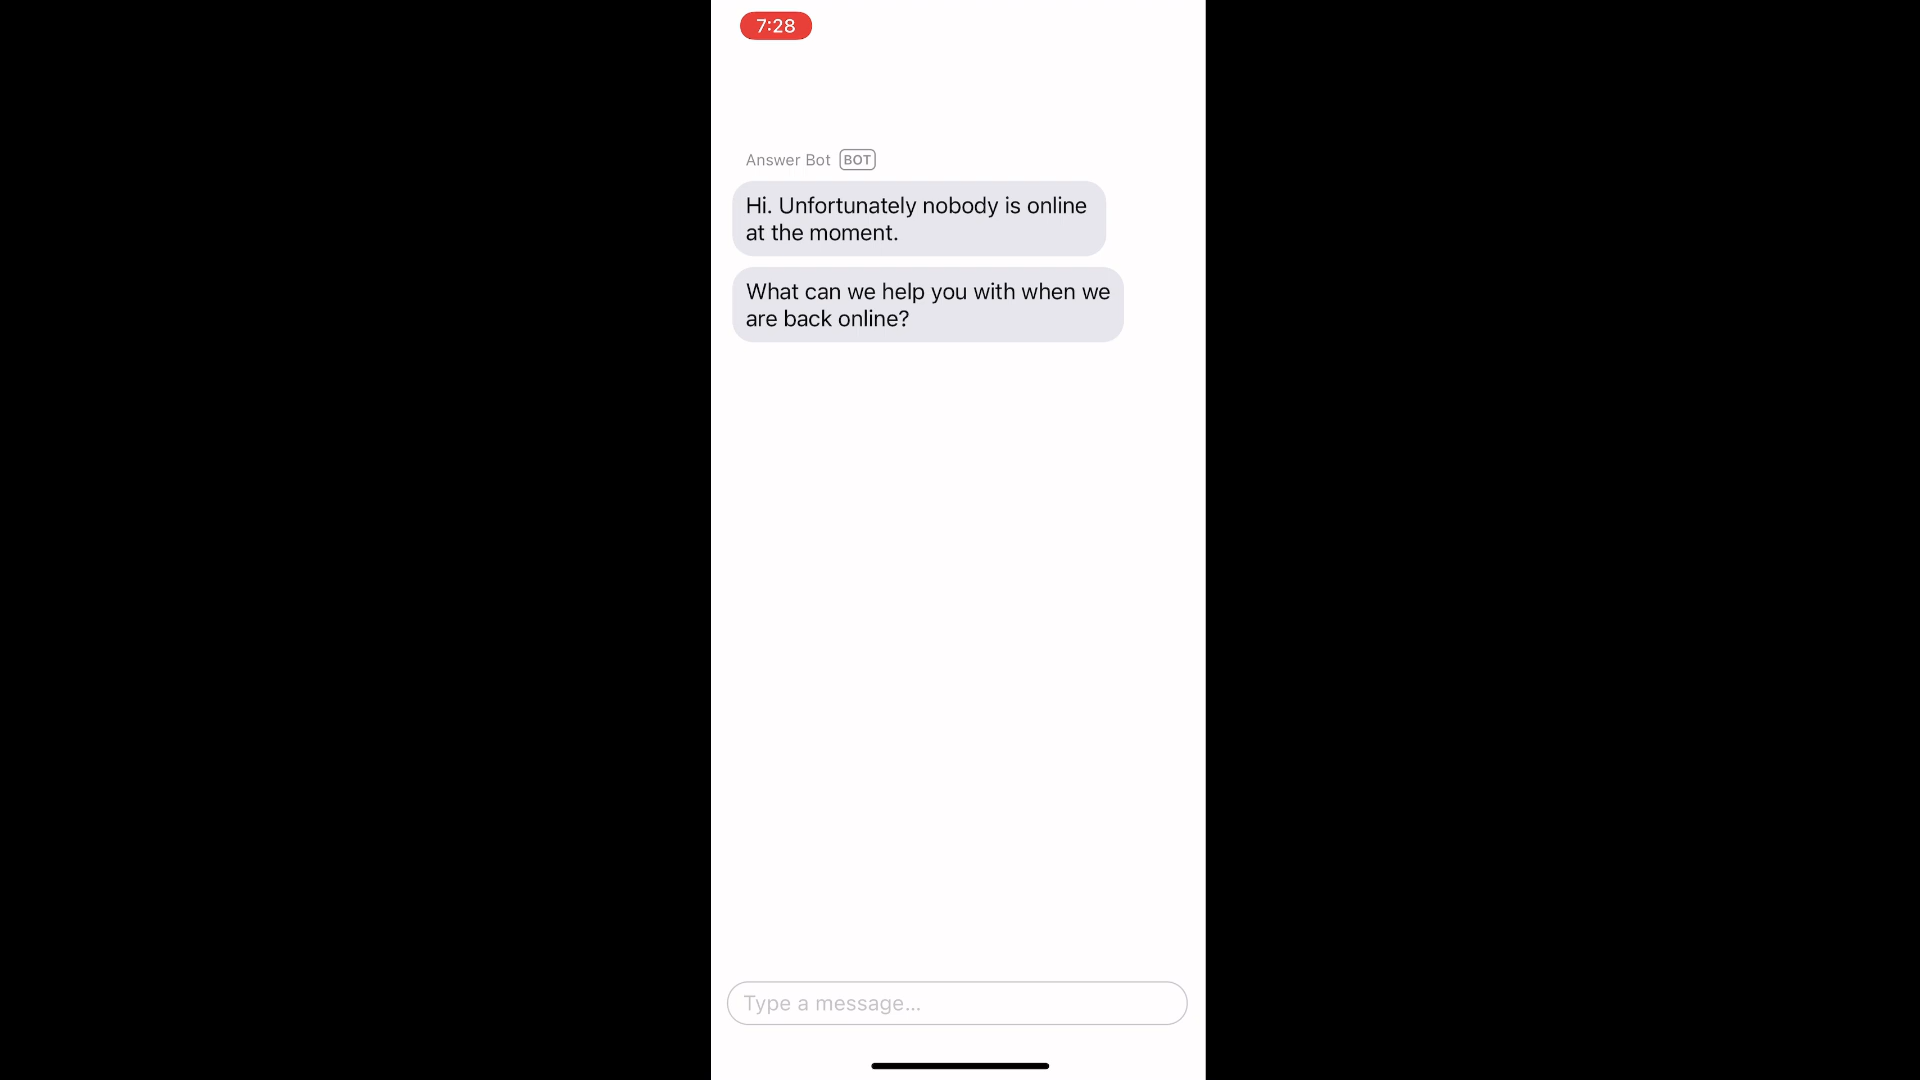 7:28
Answer Bot BOT
Hi. Unfortunately nobody is online
at the moment.
What can we help you with when we
are back online?
Type a message...